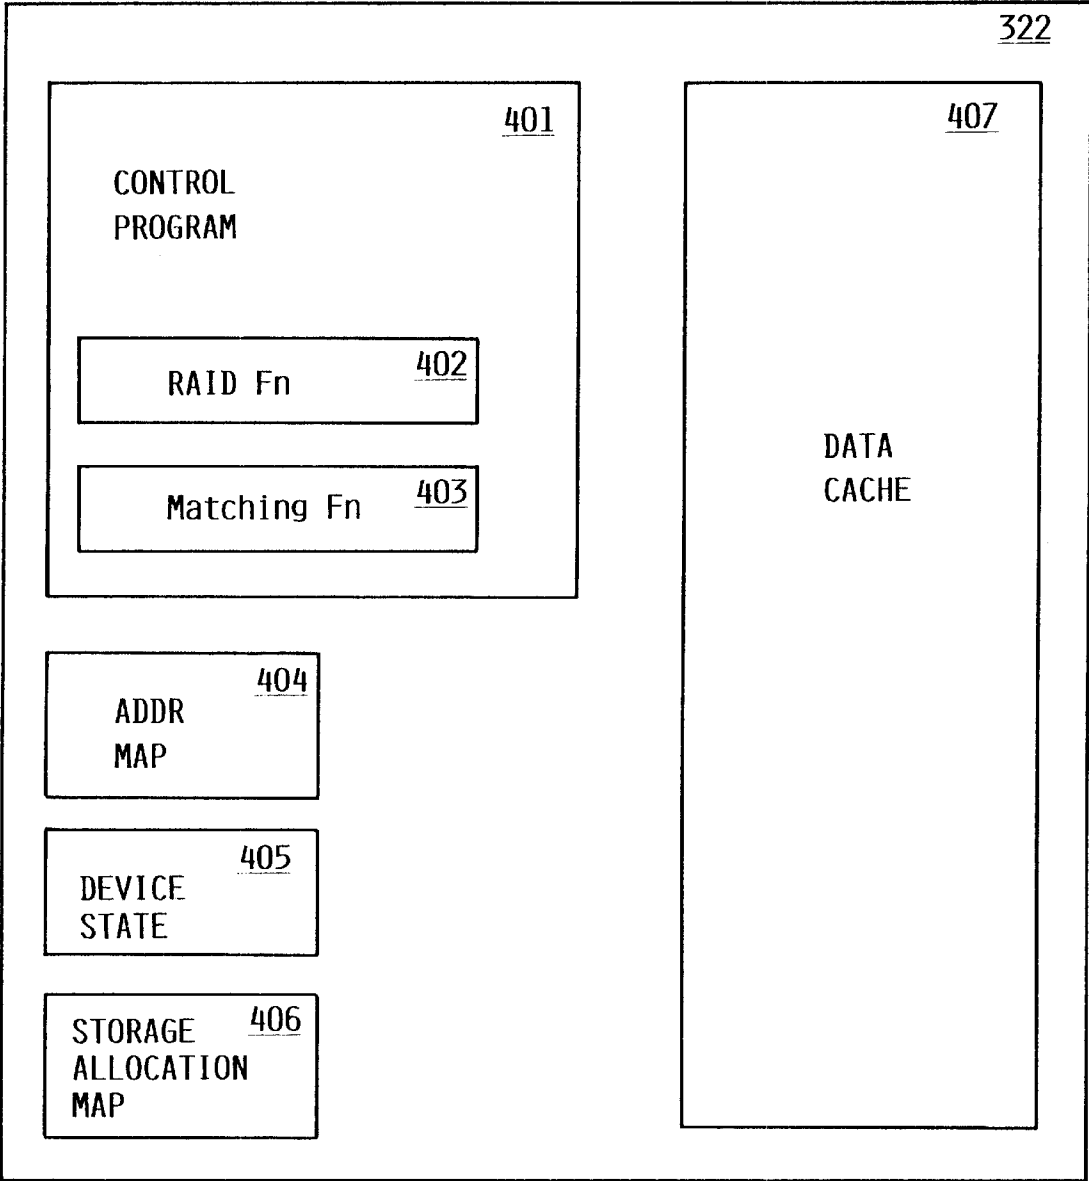 322
401
CONTROL
PROGRAM
RAID Fn 402
Matching Fn 403
404
ADDR
MAP
405
DEVICE
STATE
STORAGE 406
ALLOCATION
MAP
407
DATA
CACHE